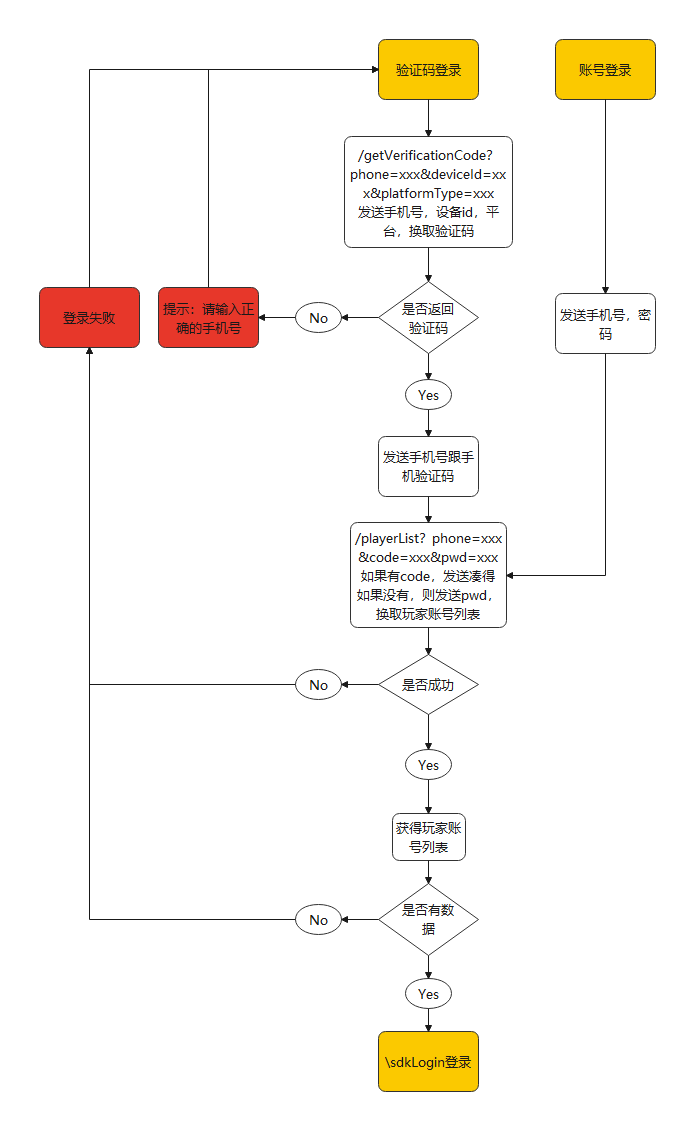 验证码登录
账号登录
/getVerificationCode?
phone=xxx&deviceId=xx
x&platformType=xxx
发送手机号，设备id，平
台，换取验证码
登录失败
提示：请输入正
确的手机号
No
是否返回
验证码
发送手机号，密
码
Yes
发送手机号跟手
机验证码
/playerList？phone=xxx
&code=xxx&pwd=xxx
如果有code，发送凑得
如果没有，则发送pwd，
换取玩家账号列表
No
是否成功
Yes
获得玩家账
号列表
No
是否有数
据
Yes
\sdkLogin登录